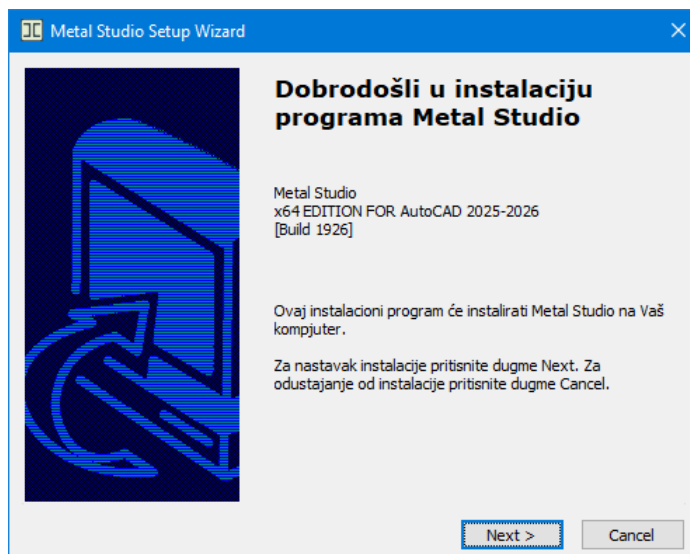 Metal Studio Setup Wizard
Dobrodošli u instalaciju
programa Metal Studio
Metal Studio
x64 EDITION FOR AutoCAD 2025-2026
[Build 1926]
Ovaj instalacioni program će instalirati Metal Studio na Vaš
kompjuter.
Za nastavak instalacije pritisnite dugme Next. Za
odustajanje od instalacije pritisnite dugme Cancel.
Next >
Cancel